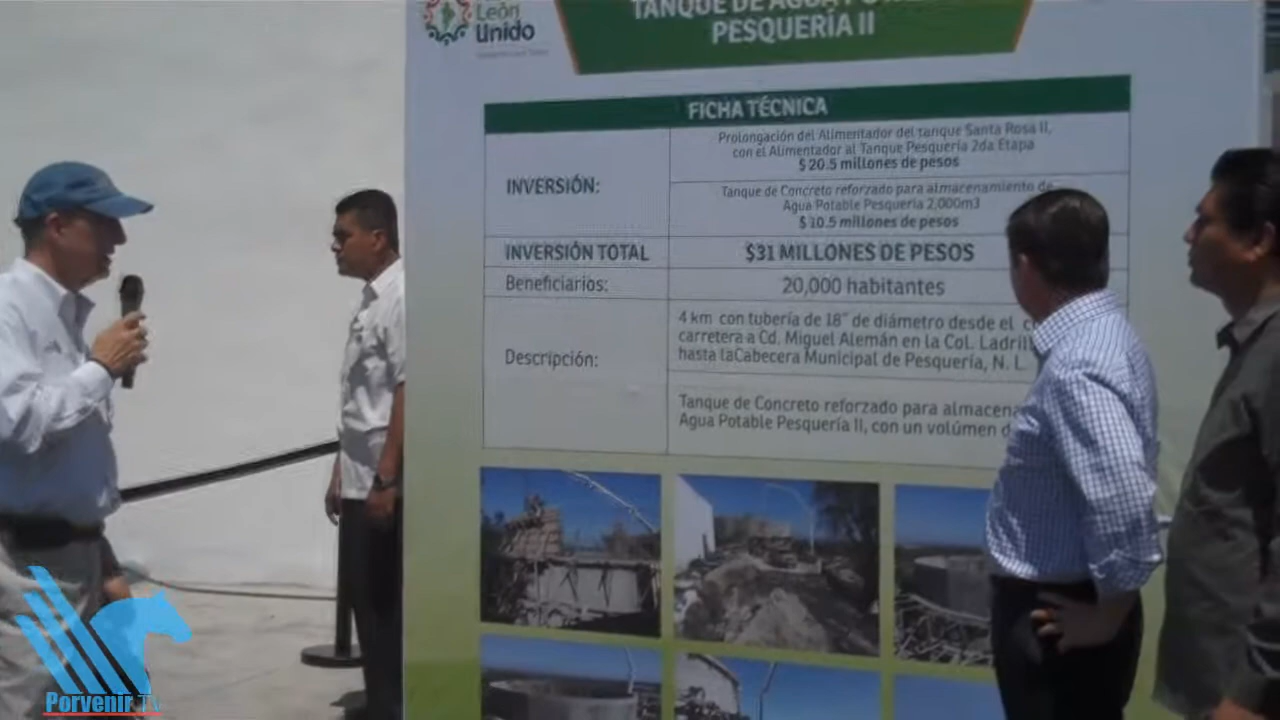 León
Unido
TANQUE DE AGUA
PESQUERÍA II
FICHA TÉCNICA
INVERSIÓN:
Prolongación del Alimentador del tanque Santa Rosa II,
con el Alimentador al Tanque Pesquería 2da Etapa
$20.5 millones de pesos
Tanque de Concreto reforzado para almacenamiento de
Agua Potable Pesquería 2,000m3
$10.5 millones de pesos
INVERSIÓN TOTAL
$31 MILLONES DE PESOS
Beneficiarios:
20,000 habitantes
Descripción:
4 km con tubería de 18" de diámetro desde el
carretera a Cd. Miguel Alemán en la Col.
hasta laCabecera Municipal de Pesquería, N. L.
Tanque de Concreto reforzado para
Agua Potable Pesquería II, con un volúmen
Porvenir